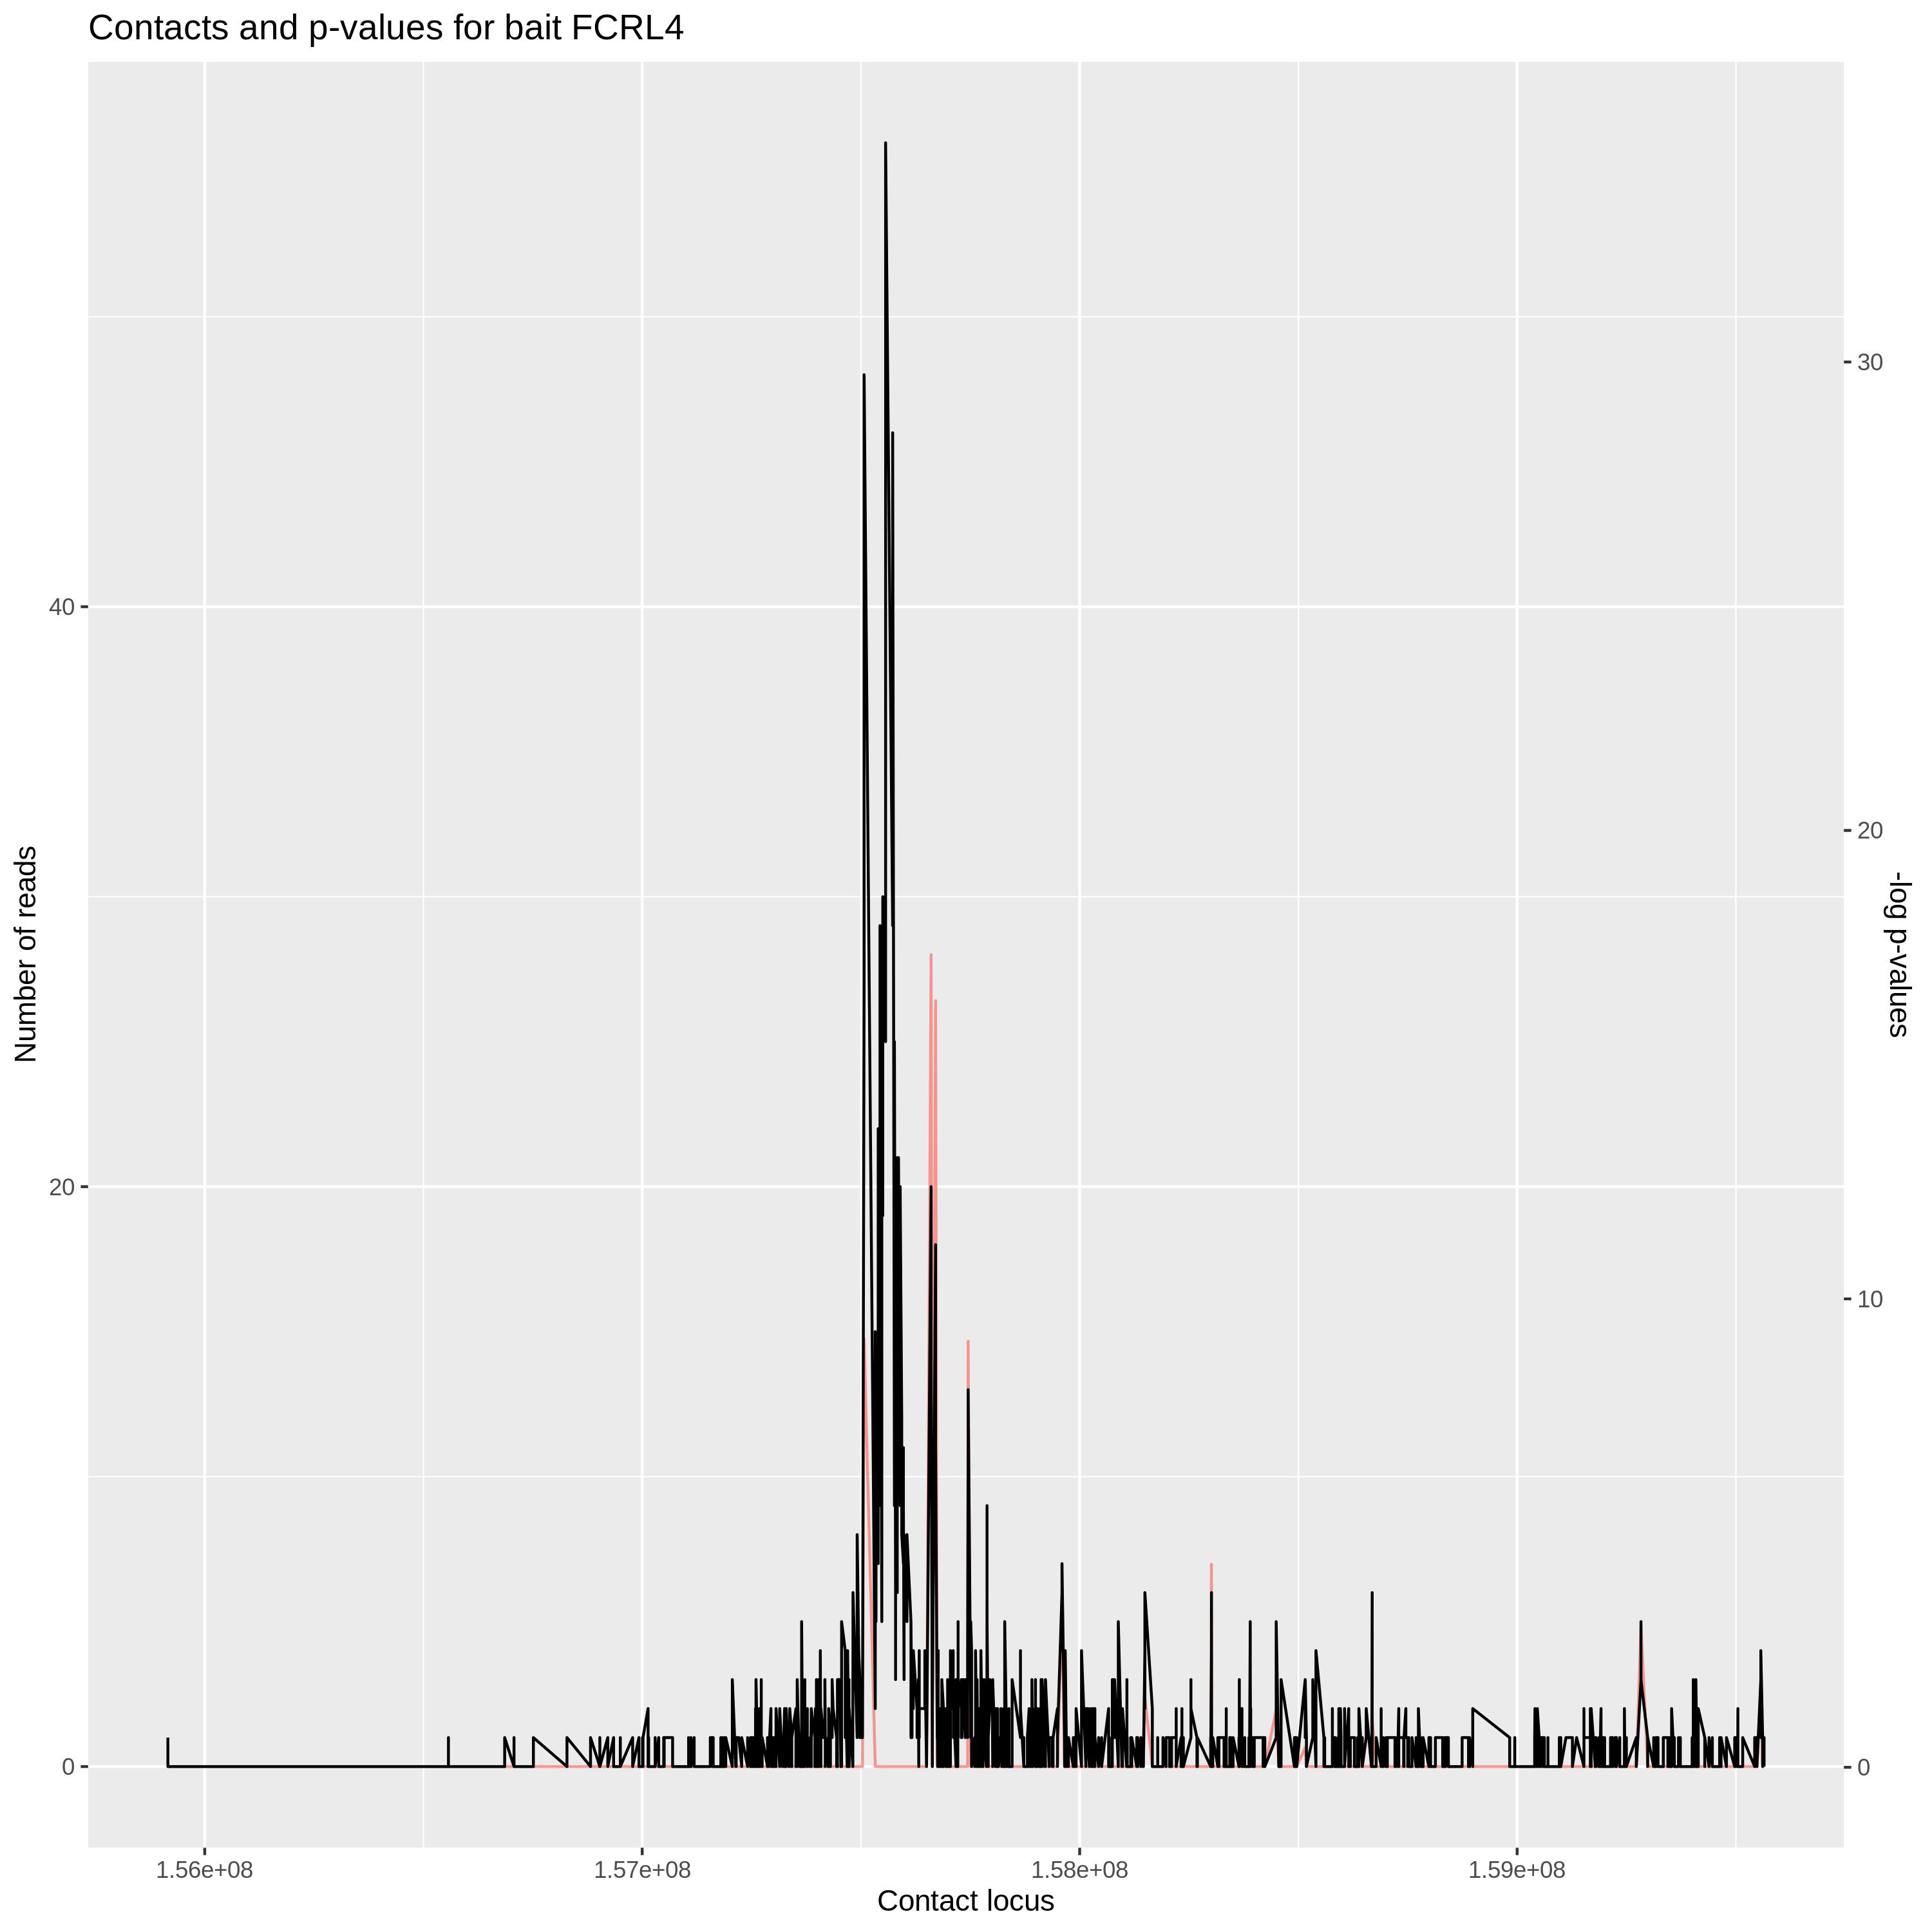 Contacts and p-values for bait FCRL4
Number of reads
40
20
0
30
20
10
0
-log p-values
1.56e+08
1.57e+08
1.58e+08
1.59e+08
Contact locus